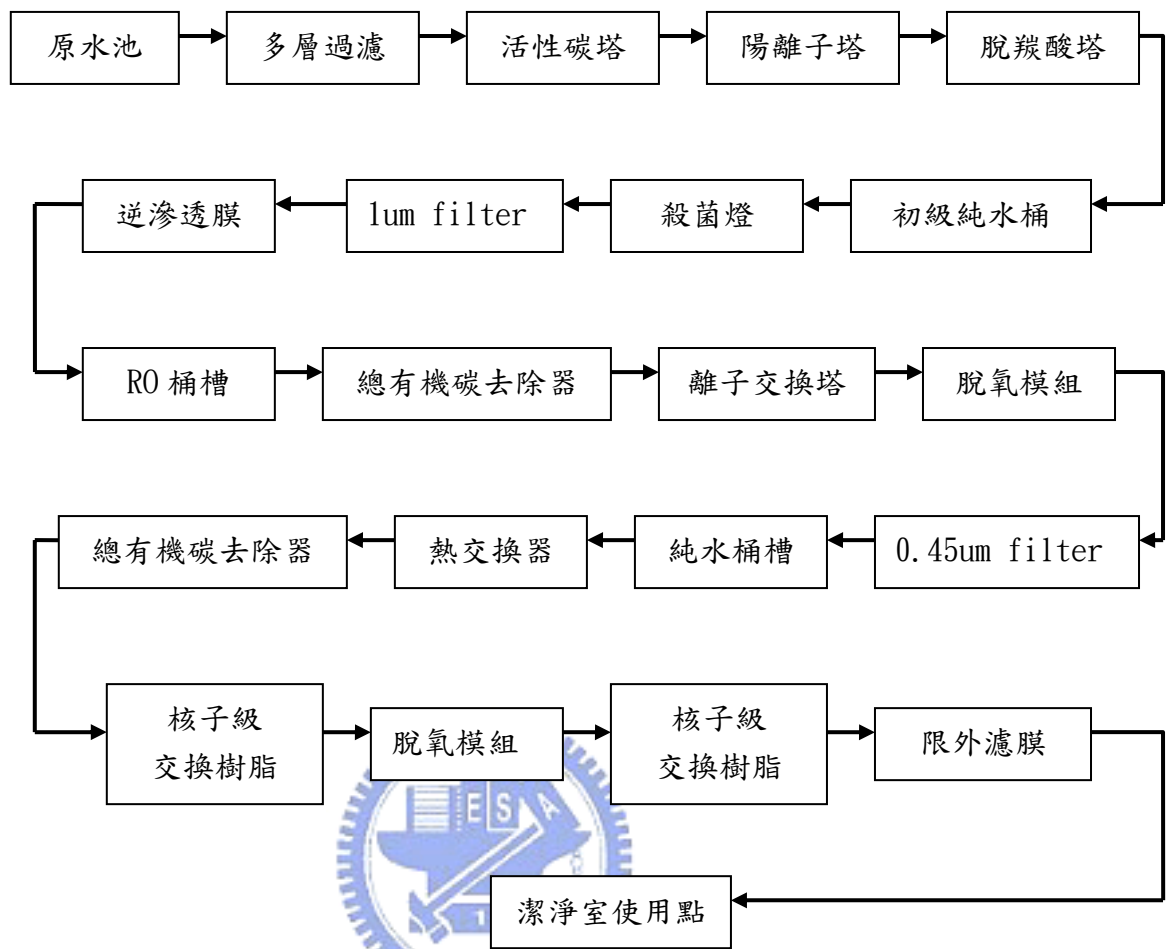 原水池
多層過濾
活性碳塔
陽離子塔
脫羰酸塔
初級純水桶
殺菌燈
1um filter
逆滲透膜
RO 桶槽
總有機碳去除器
離子交換塔
脫氧模組
0.45um filter
純水桶槽
熱交換器
總有機碳去除器
核子級
交換樹脂
脫氧模組
核子級
交換樹脂
限外濾膜
ESA
1
潔淨室使用點